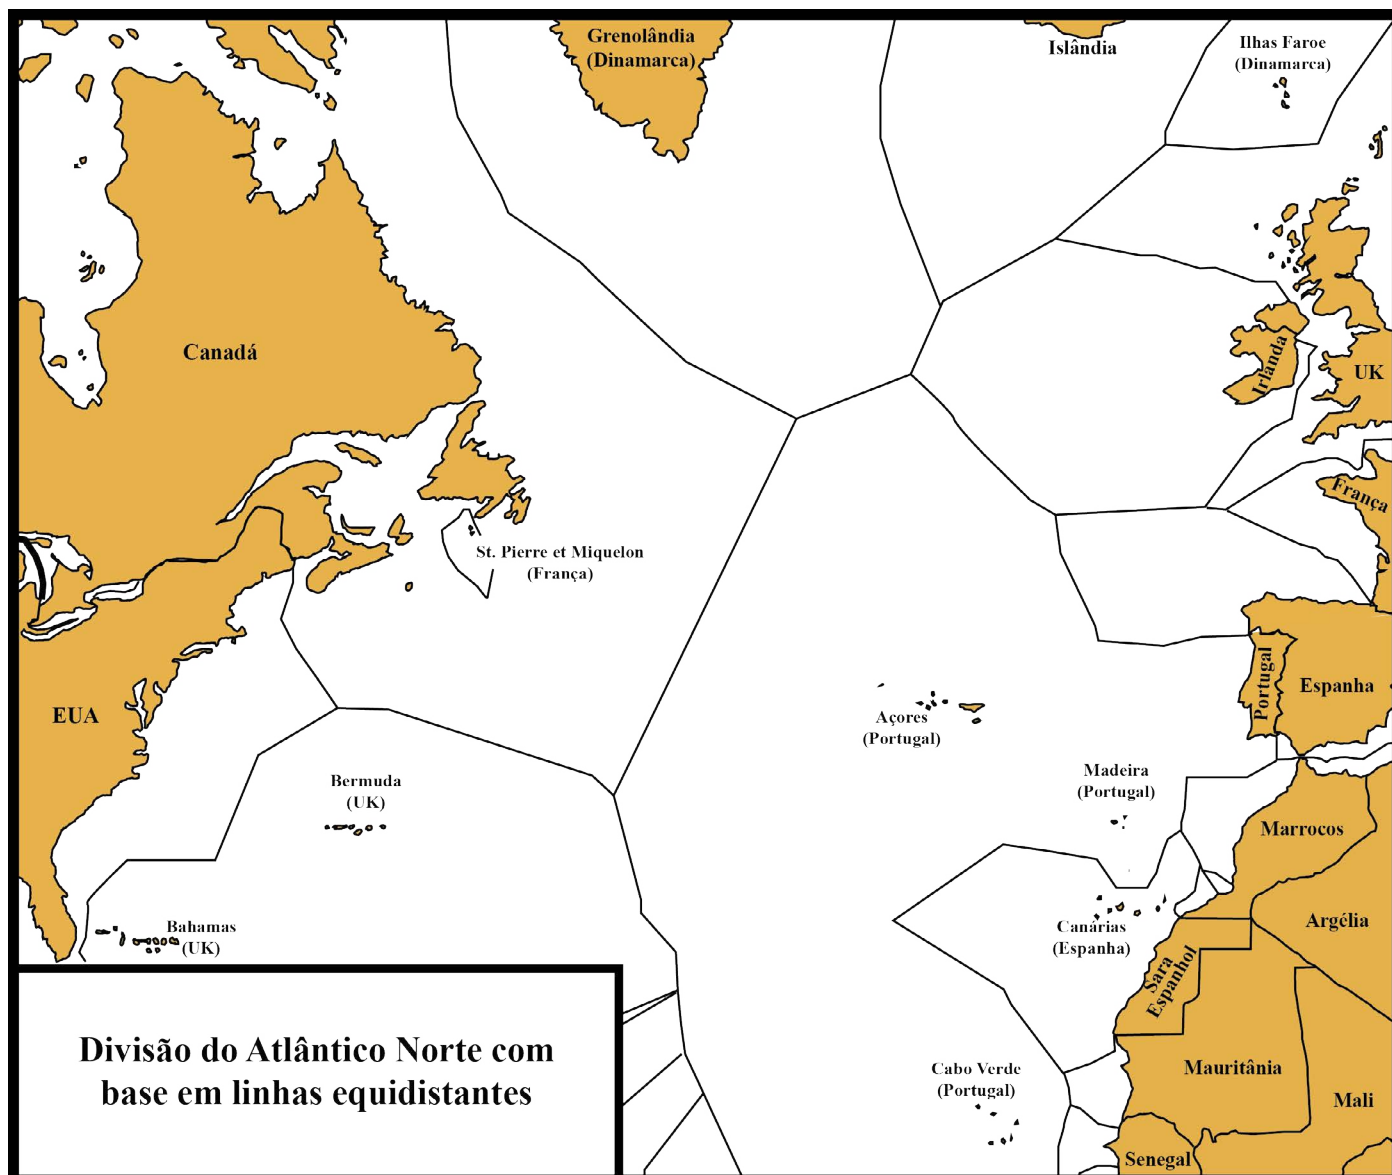 Grenolândia
(Dinamarca)
Islândia
Ilhas Faroe
(Dinamarca)
Canadá
Irlanda
UK
França
St. Pierre et Miquelon
(França)
EUA
Portugal
Espanha
Açores
(Portugal)
Bermuda
(UK)
Madeira
(Portugal)
Marrocos
Bahamas
(UK)
Canárias
(Espanha)
Argélia
Sara
Espanhol
Cabo Verde
(Portugal)
Mauritânia
Mali
Senegal
Divisão do Atlântico Norte com
base em linhas equidistantes